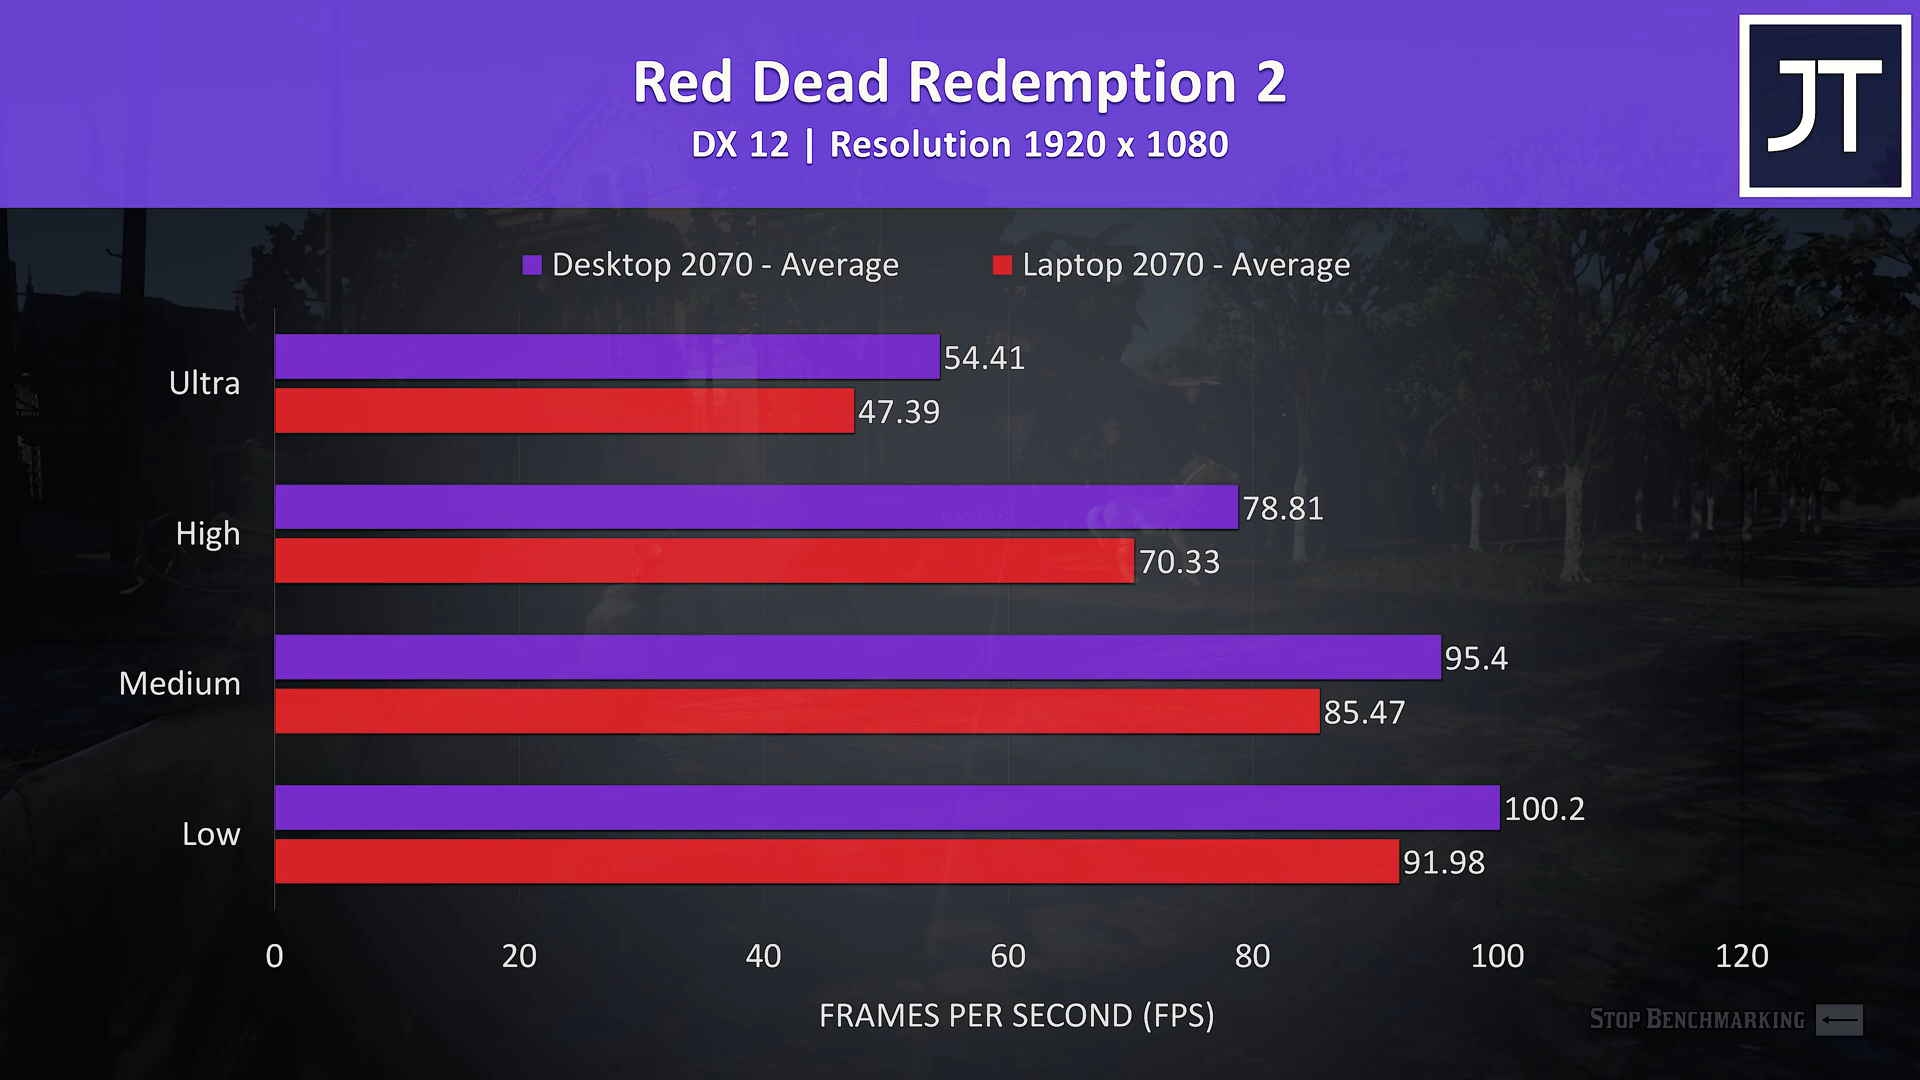 Red Dead Redemption 2
DX 12 | Resolution 1920 x 1080
JT
Desktop 2070 - Average
Laptop 2070 - Average
Ultra
54.41
47.39
High
78.81
70.33
Medium
95.4
85.47
Low
100.2
91.98
0 20 40 60 80 100 120
FRAMES PER SECOND (FPS)
STOP BENCHMARKING